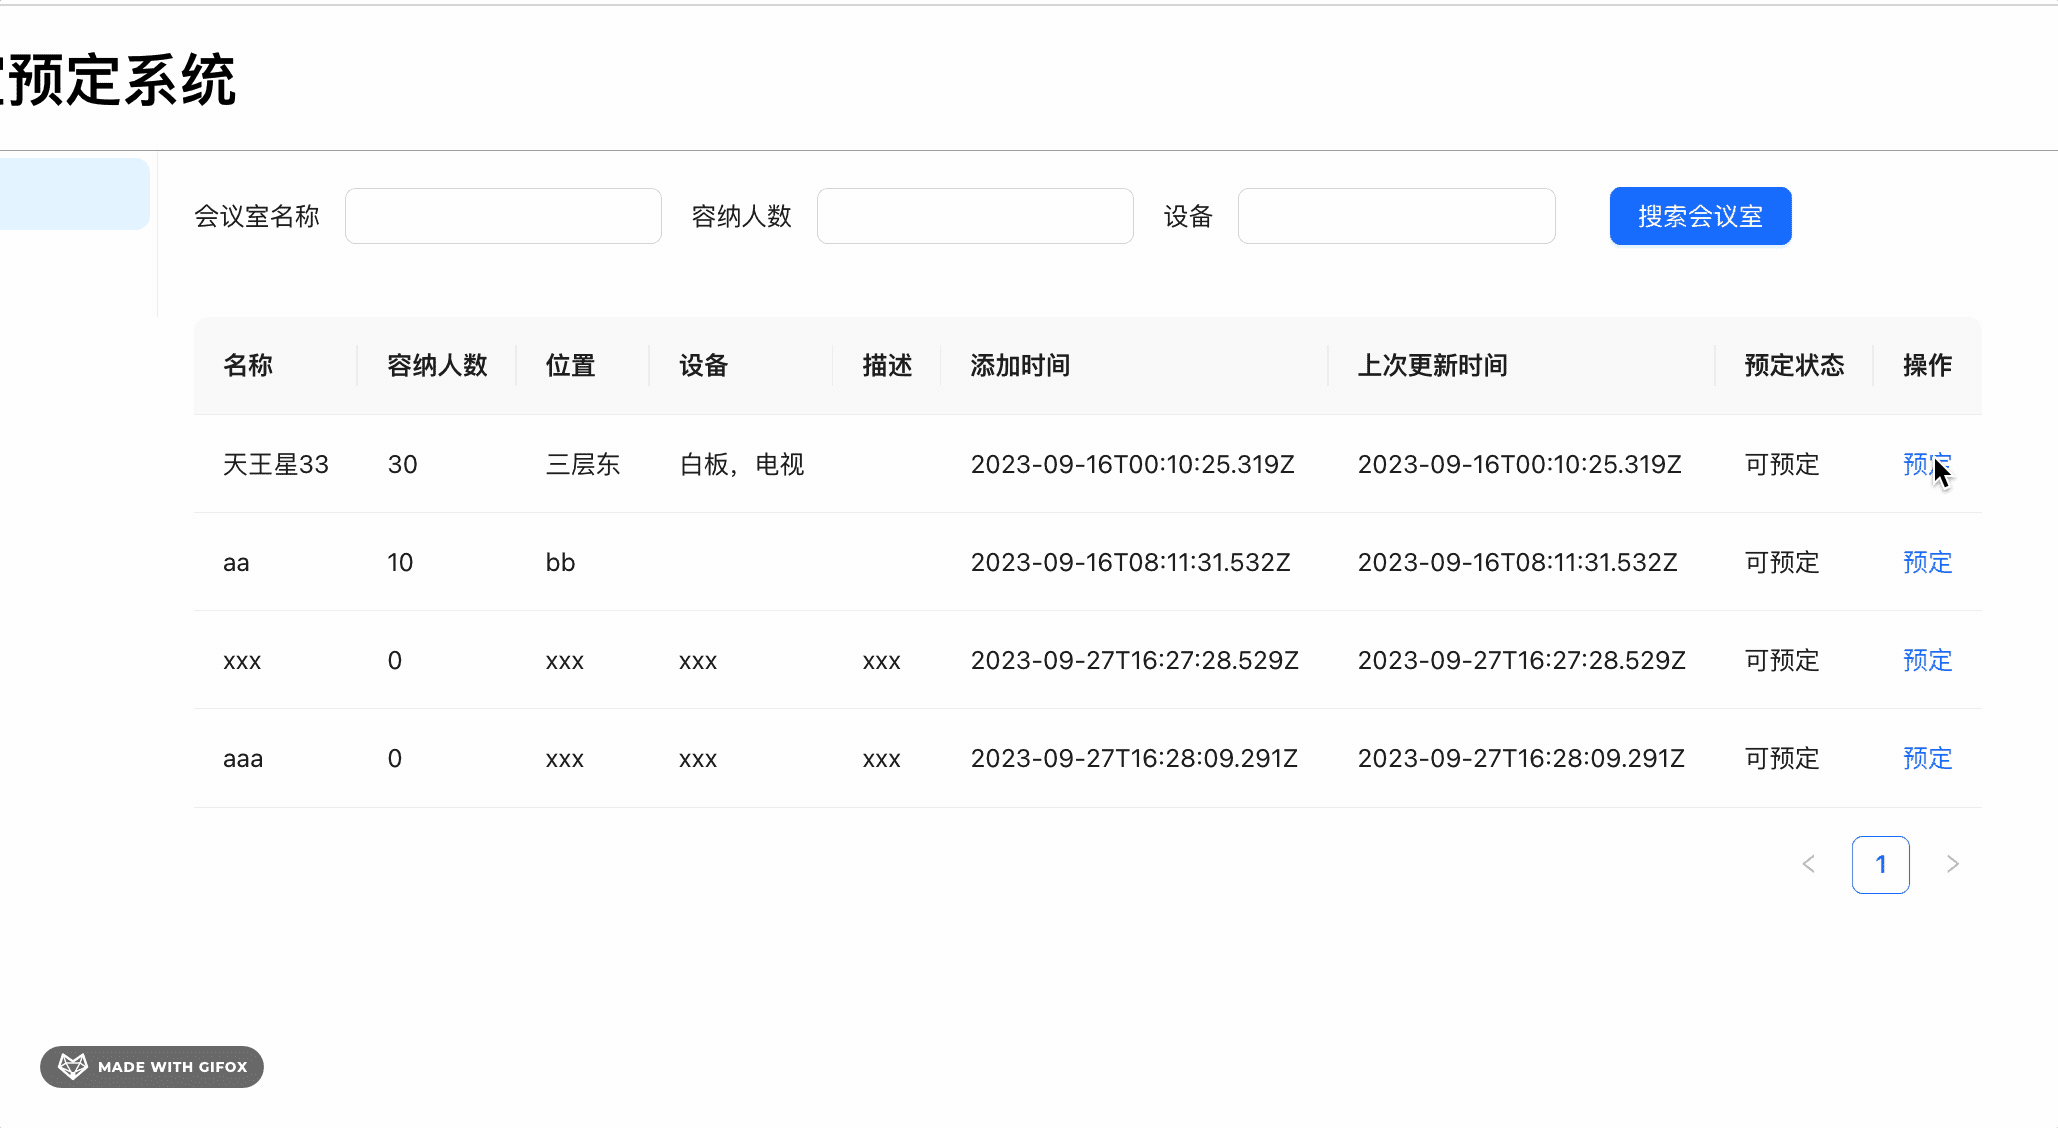 预定系统
会议室名称 容纳人数 设备 搜索会议室
名称 容纳人数 位置 设备 描述 添加时间 上次更新时间 预定状态 操作
天王星33 30 三层东 白板，电视 2023-09-16T00:10:25.319Z 2023-09-16T00:10:25.319Z 可预定 预定
aa 10 bb 2023-09-16T08:11:31.532Z 2023-09-16T08:11:31.532Z 可预定 预定
xxx 0 xxx xxx xxx 2023-09-27T16:27:28.529Z 2023-09-27T16:27:28.529Z 可预定 预定
aaa 0 xxx xxx xxx 2023-09-27T16:28:09.291Z 2023-09-27T16:28:09.291Z 可预定 预定
< 1 >
MADE WITH GIFOX